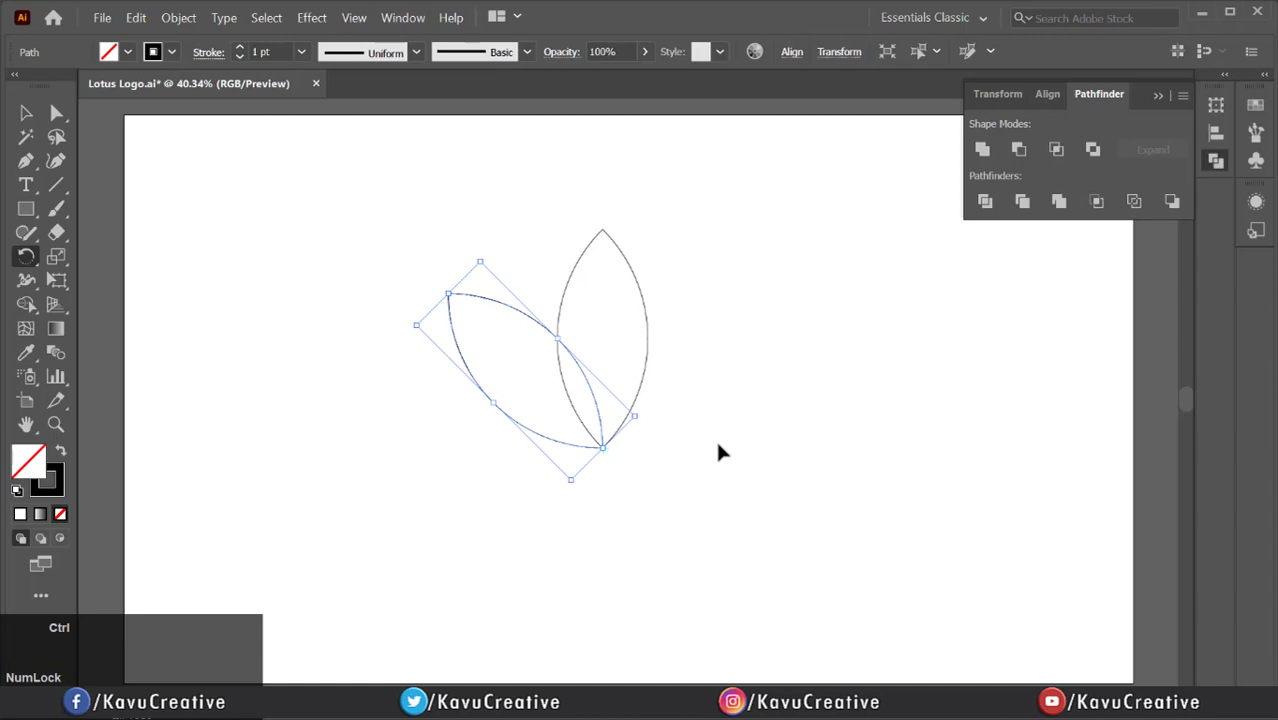 Ai File Edit Object Type Select Effect View Window Help Essentials Classic Search Adobe Stock
Path Stroke: 1 pt Uniform Basic Opacity: 100% Style: Align Transform
Lotus Logo.ai* @ 40.34% (RGB/Preview)
Transform Align Pathfinder
Shape Modes:
Expand
Pathfinders:
Ctrl
NumLock
/KavuCreative /KavuCreative /KavuCreative /KavuCreative